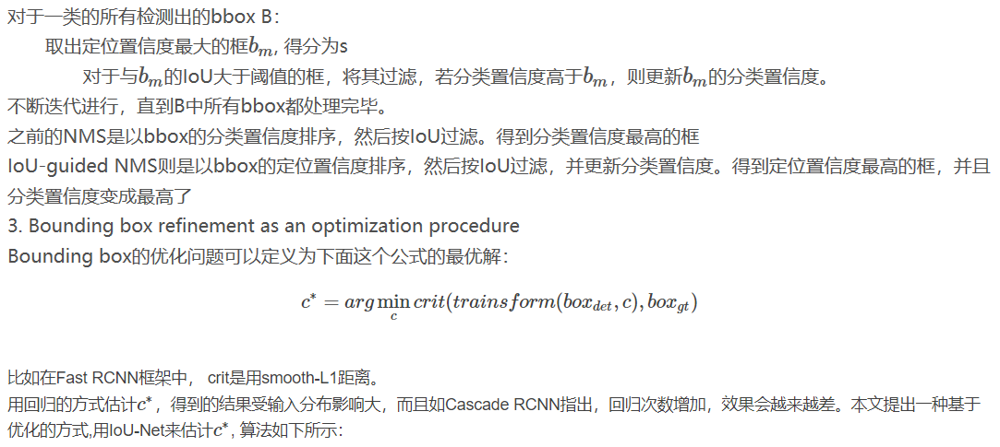 对于一类的所有检测出的bbox B：
取出定位置信度最大的框bₘ, 得分为s
对于与bₘ的IoU大于阈值的框，将其过滤，若分类置信度高于bₘ，则更新bₘ的分类置信度。
不断迭代进行，直到B中所有bbox都处理完毕。
之前的NMS是以bbox的分类置信度排序，然后按IoU过滤。得到分类置信度最高的框
IoU-guided NMS则是以bbox的定位置信度排序，然后按IoU过滤，并更新分类置信度。得到定位置信度最高的框，并且
分类置信度变成最高了
3. Bounding box refinement as an optimization procedure
Bounding box的优化问题可以定义为下面这个公式的最优解：
c* = arg min_c crit(trainsform(box_det, c), box_gt)
比如在Fast RCNN框架中， crit是用smooth-L1距离。
用回归的方式估计c*，得到的结果受输入分布影响大，而且如Cascade RCNN指出，回归次数增加，效果会越来越差。本文提出一种基于
优化的方式,用IoU-Net来估计c*, 算法如下所示：